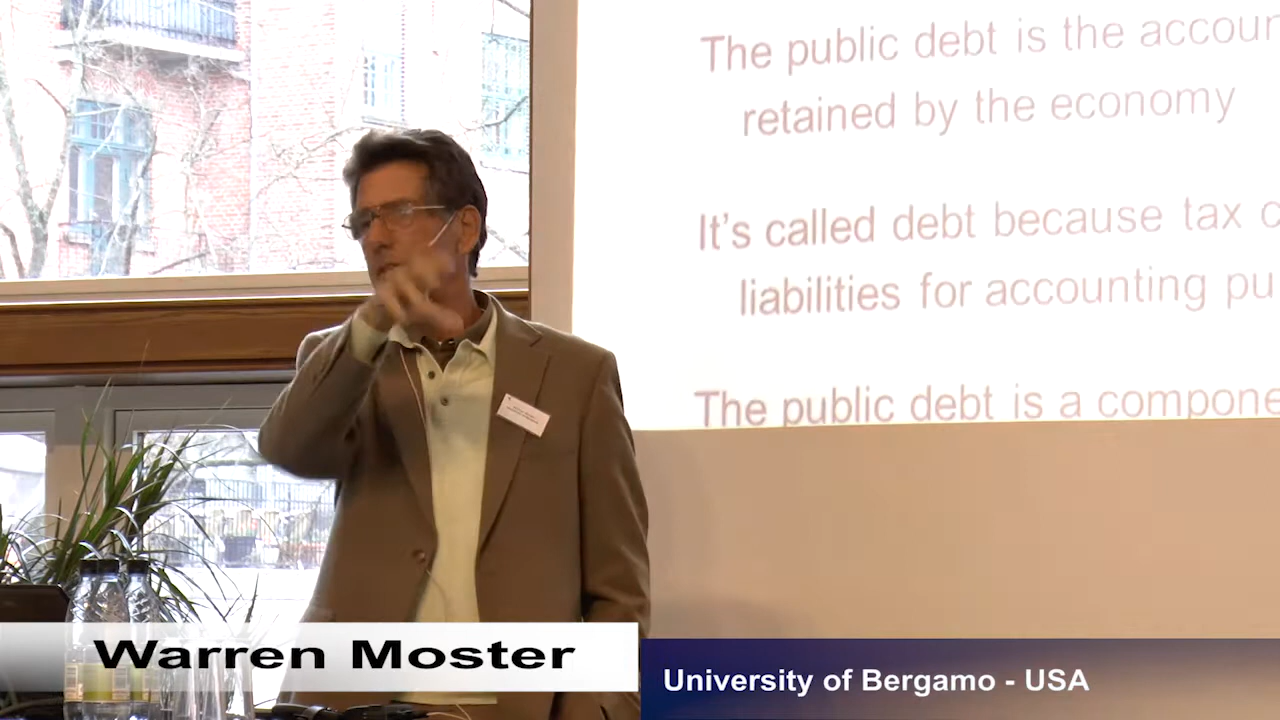 The public debt is the accoun
retained by the economy
It's called debt because tax c
liabilities for accounting pu
The public debt is a compone
Warren Moster
University of Bergamo - USA